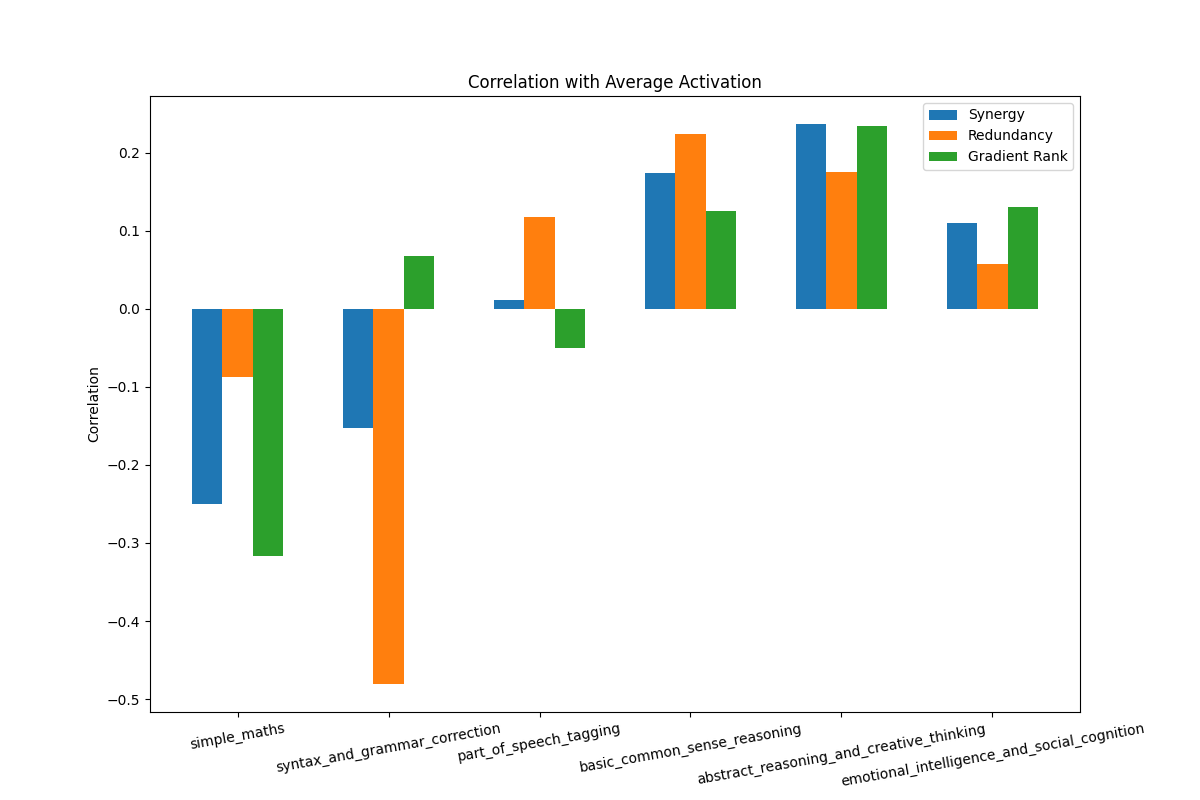 Correlation with Average Activation
Synergy
Redundancy
Gradient Rank
Correlation
0.2
0.1
0.0
−0.1
−0.2
−0.3
−0.4
−0.5
simple_maths
syntax_and_grammar_correction
part_of_speech_tagging
basic_common_sense_reasoning
abstract_reasoning_and_creative_thinking
emotional_intelligence_and_social_cognition